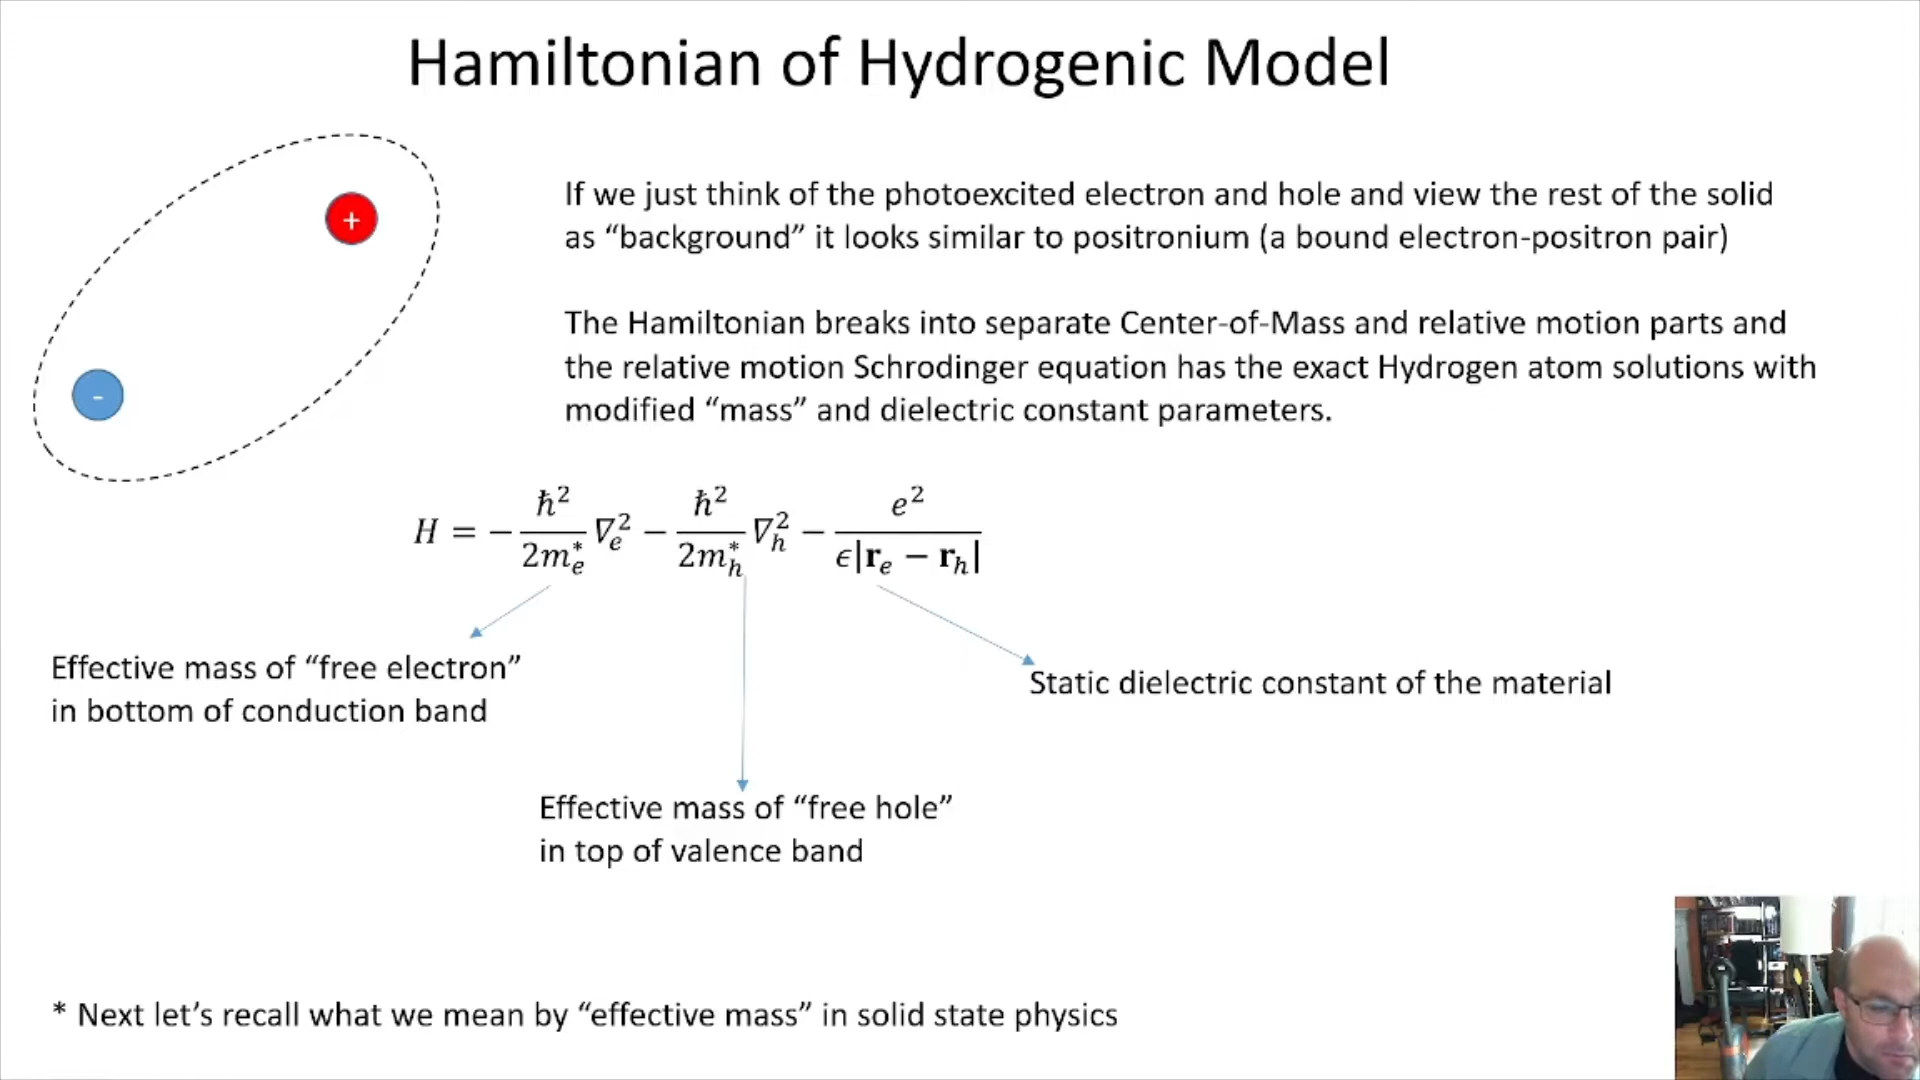 Hamiltonian of Hydrogenic Model
+
-
If we just think of the photoexcited electron and hole and view the rest of the solid
as “background” it looks similar to positronium (a bound electron-positron pair)
The Hamiltonian breaks into separate Center-of-Mass and relative motion parts and
the relative motion Schrodinger equation has the exact Hydrogen atom solutions with
modified “mass” and dielectric constant parameters.
H = − ℏ²/2mₑ* ∇ₑ² − ℏ²/2mₕ* ∇ₕ² − e²/ϵ|𝐫ₑ − 𝐫ₕ|
Effective mass of “free electron”
in bottom of conduction band
Static dielectric constant of the material
Effective mass of “free hole”
in top of valence band
* Next let’s recall what we mean by “effective mass” in solid state physics